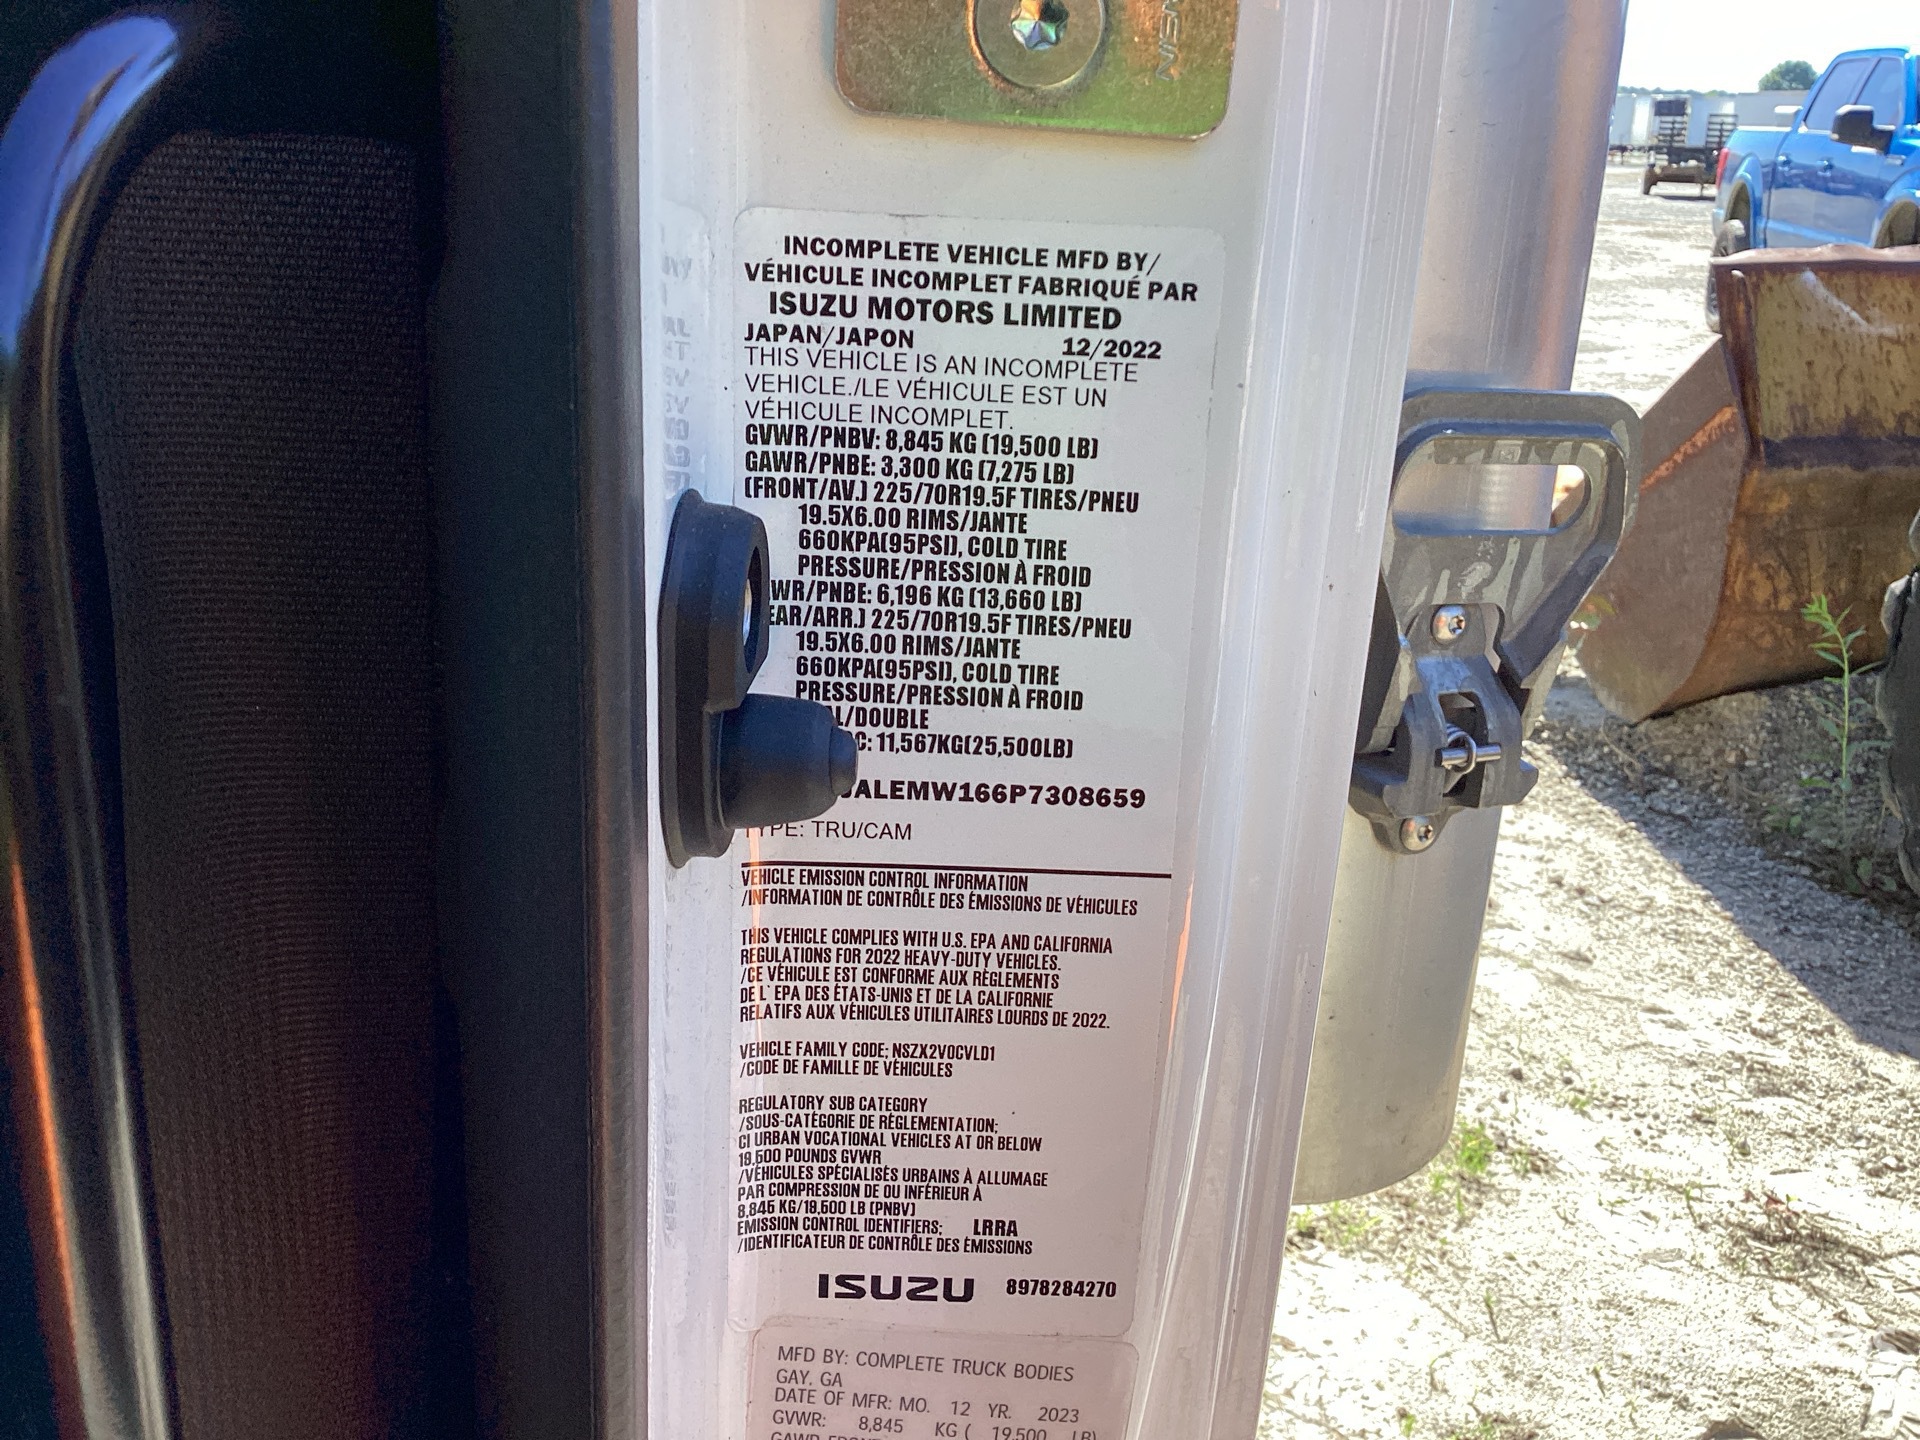 INCOMPLETE VEHICLE MFD BY/
VÉHICULE INCOMPLET FABRIQUÉ PAR
ISUZU MOTORS LIMITED
JAPAN/JAPON 12/2022
THIS VEHICLE IS AN INCOMPLETE
VEHICLE./LE VÉHICULE EST UN
VÉHICULE INCOMPLET.
GVWR/PNBV: 8,845 KG (19,500 LB)
GAWR/PNBE: 3,300 KG (7,275 LB)
(FRONT/AV.) 225/70R19.5F TIRES/PNEU
19.5X6.00 RIMS/JANTE
660KPA(95PSI), COLD TIRE
PRESSURE/PRESSION À FROID
WR/PNBE: 6,196 KG (13,660 LB)
EAR/ARR.) 225/70R19.5F TIRES/PNEU
19.5X6.00 RIMS/JANTE
660KPA(95PSI), COLD TIRE
PRESSURE/PRESSION À FROID
L/DOUBLE
C: 11,567KG(25,500LB)
JALEMW166P7308659
TYPE: TRU/CAM
VEHICLE EMISSION CONTROL INFORMATION
/INFORMATION DE CONTRÔLE DES ÉMISSIONS DE VÉHICULES
THIS VEHICLE COMPLIES WITH U.S. EPA AND CALIFORNIA
REGULATIONS FOR 2022 HEAVY-DUTY VEHICLES.
/CE VÉHICULE EST CONFORME AUX RÈGLEMENTS
DE L' EPA DES ÉTATS-UNIS ET DE LA CALIFORNIE
RELATIFS AUX VÉHICULES UTILITAIRES LOURDS DE 2022.
VEHICLE FAMILY CODE; NSZX2VOCVLD1
/CODE DE FAMILLE DE VÉHICULES
REGULATORY SUB CATEGORY
/SOUS-CATÉGORIE DE RÉGLEMENTATION;
CI URBAN VOCATIONAL VEHICLES AT OR BELOW
19,500 POUNDS GVWR
/VÉHICULES SPÉCIALISÉS URBAINS À ALLUMAGE
PAR COMPRESSION DE OU INFÉRIEUR À
8,845 KG/19,500 LB (PNBV)
EMISSION CONTROL IDENTIFIERS; LRRA
/IDENTIFICATEUR DE CONTRÔLE DES ÉMISSIONS
ISUZU 8978284270
MFD BY: COMPLETE TRUCK BODIES
GAY, GA
DATE OF MFR: MO. 12 YR. 2023
GVWR: 8,845 KG ( 19,500 LB)